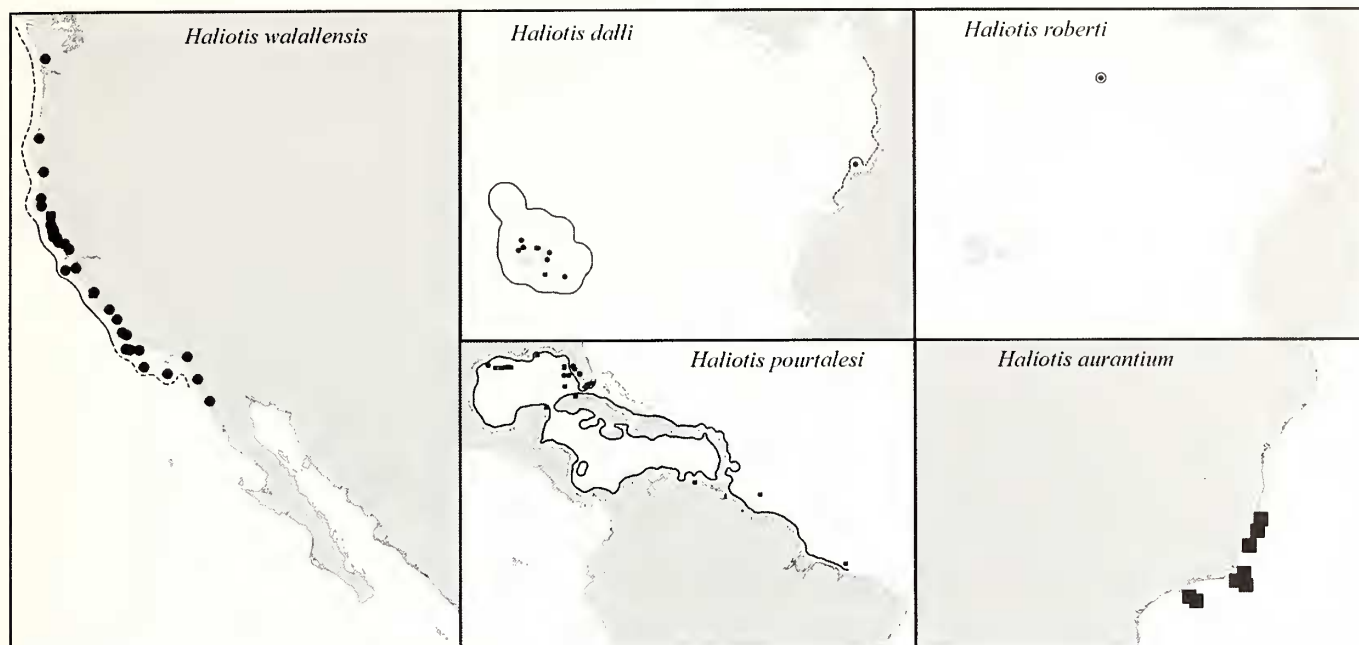 Haliotis walallensis
Haliotis dalli
Haliotis roberti
Haliotis pourtalesi
Haliotis aurantium